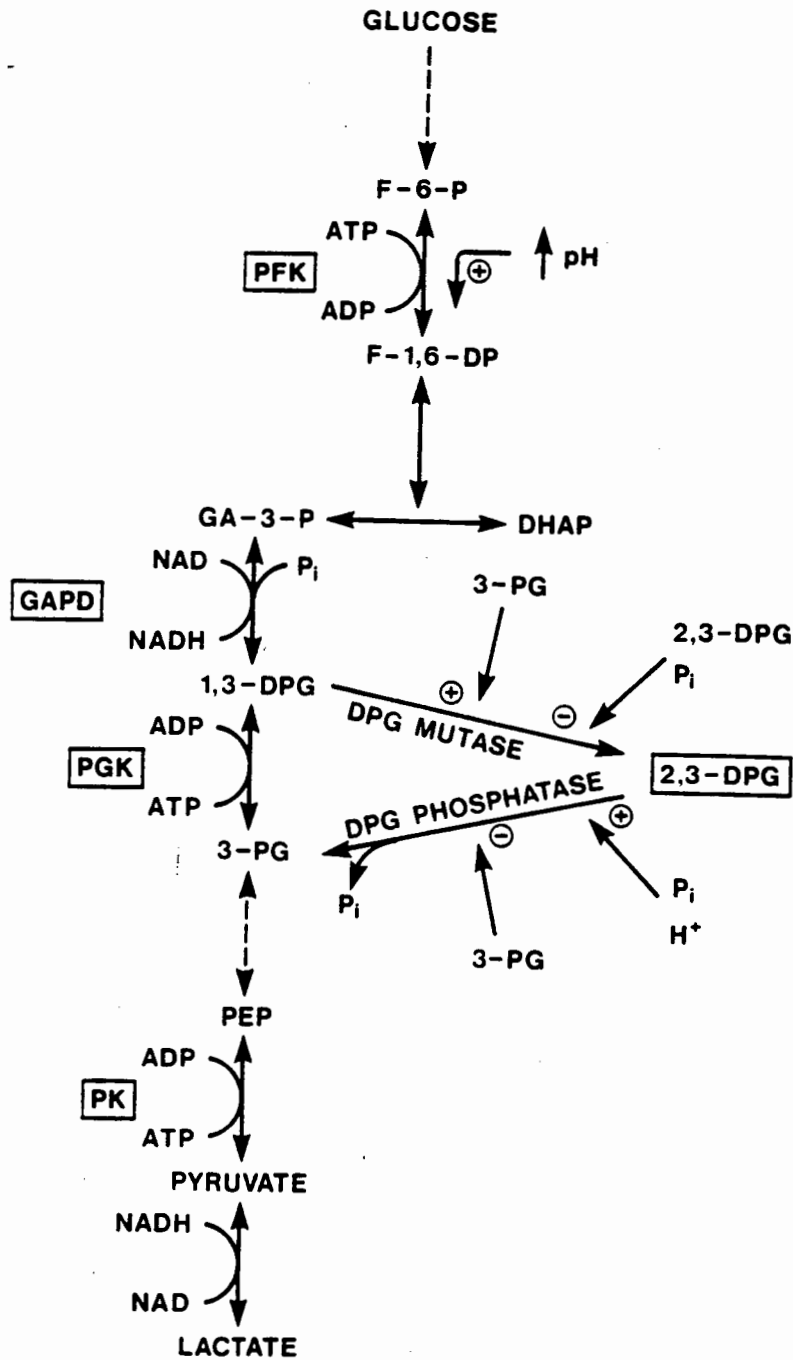 GLUCOSE
F-6-P
ATP
PFK
⊕
↑ pH
ADP
F-1,6-DP
GA-3-P
DHAP
NAD
Pi
3-PG
GAPD
NADH
2,3-DPG
Pi
1,3-DPG
⊕
⊖
DPG MUTASE
ADP
PGK
2,3-DPG
ATP
DPG PHOSPHATASE
⊖
⊕
3-PG
Pi
Pi
H+
3-PG
PEP
ADP
PK
ATP
PYRUVATE
NADH
NAD
LACTATE